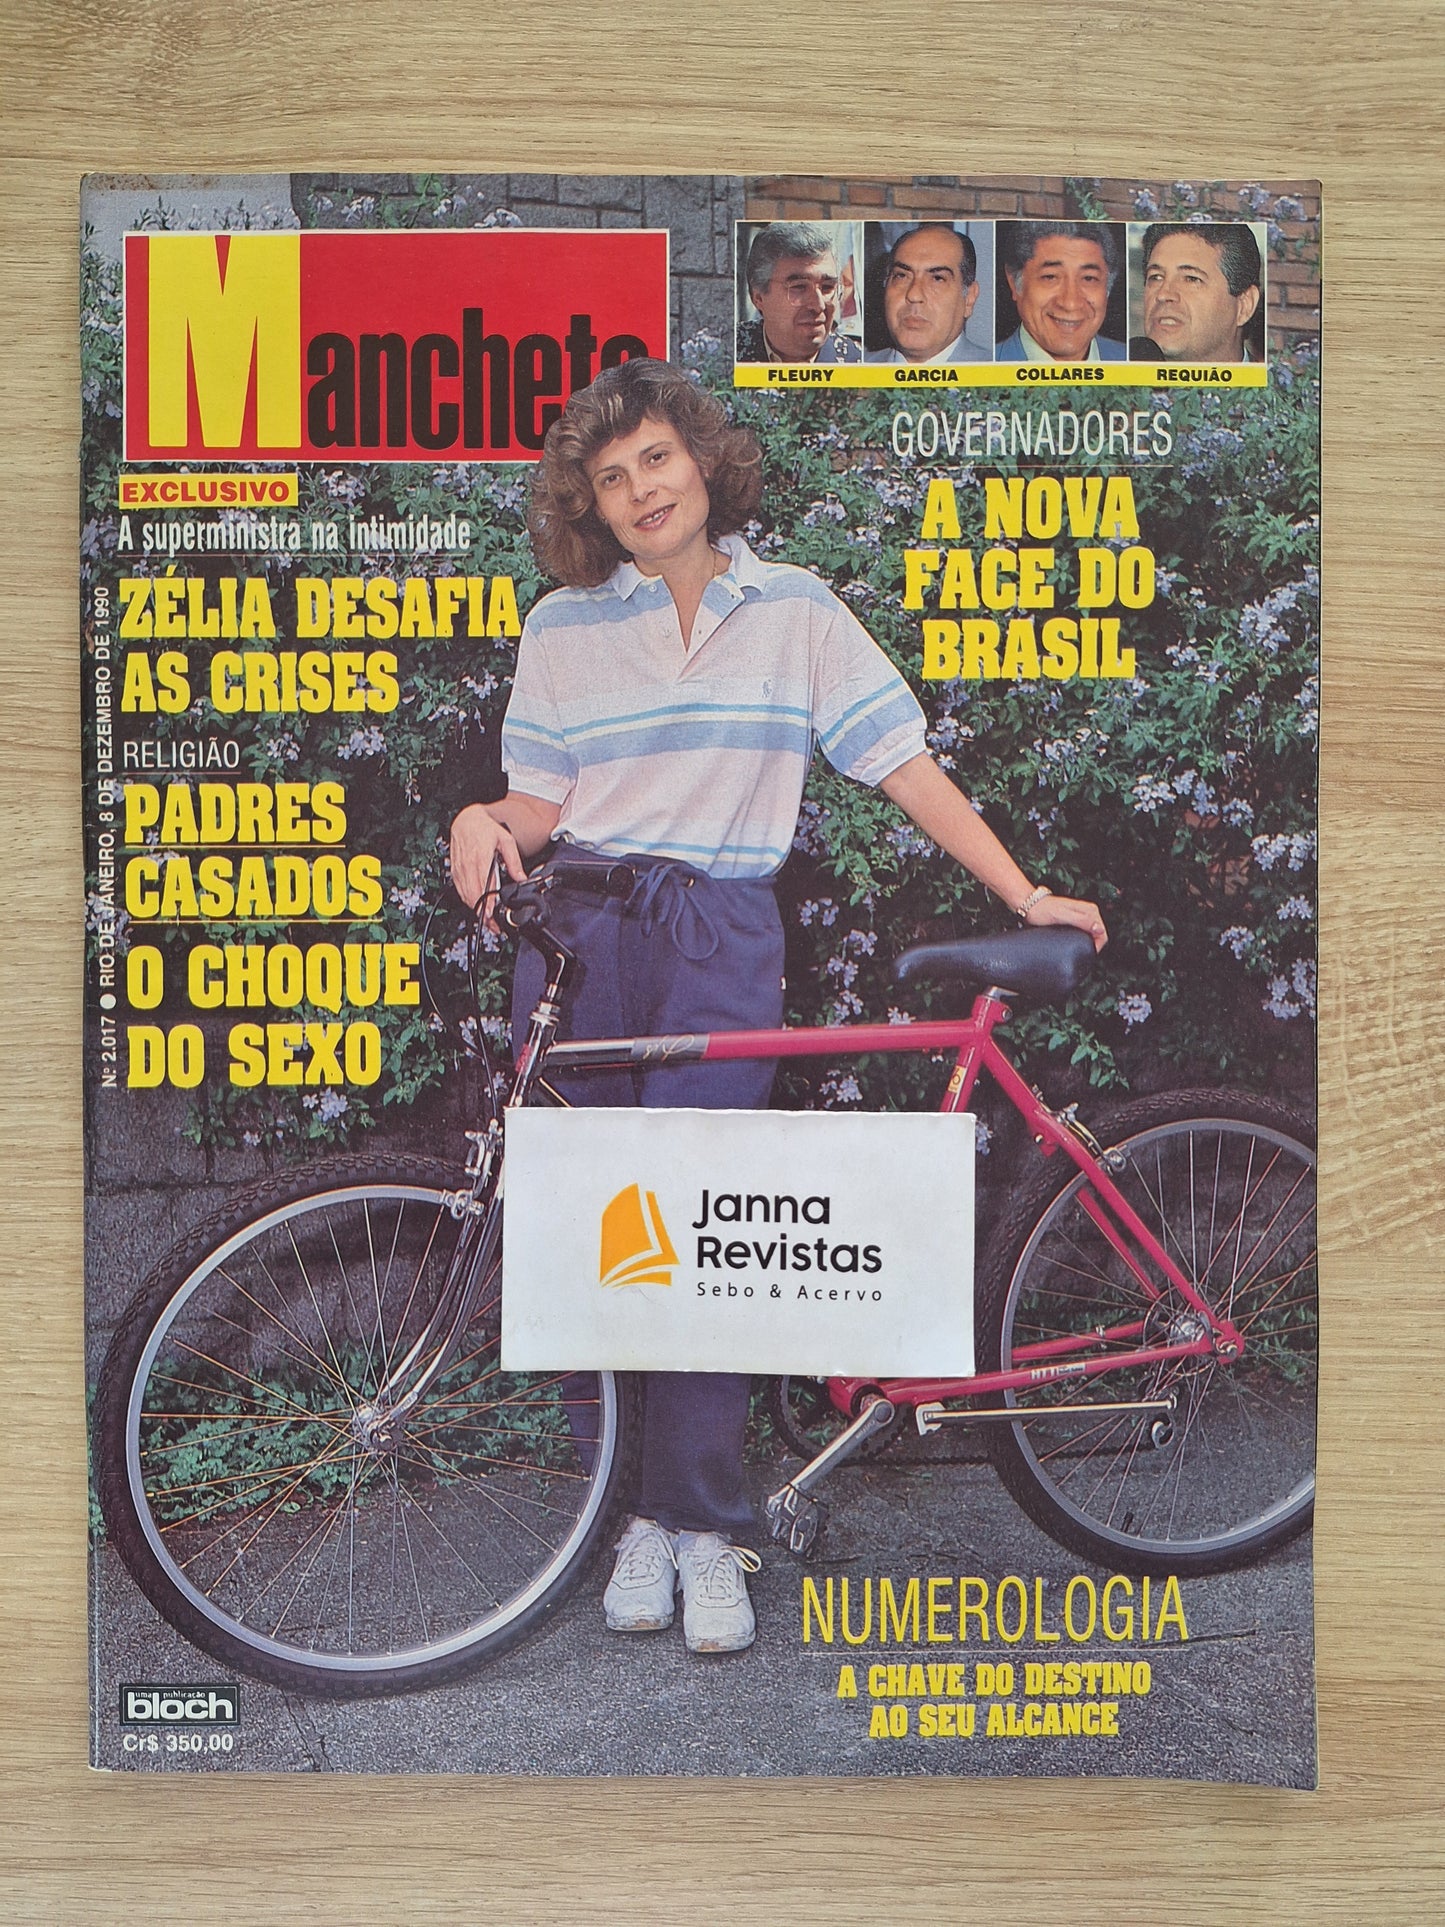 Manchete
FLEURY GARCIA COLLARES REQUIÃO
GOVERNADORES
A NOVA
FACE DO
BRASIL
EXCLUSIVO
A superministra na intimidade
ZÉLIA DESAFIA
AS CRISES
RELIGIÃO
PADRES
CASADOS
O CHOQUE
DO SEXO
Nº 2.017 ● RIO DE JANEIRO, 8 DE DEZEMBRO DE 1990
Janna
Revistas
Sebo & Acervo
NUMEROLOGIA
A CHAVE DO DESTINO
AO SEU ALCANCE
uma publicação
bloch
Cr$ 350,00